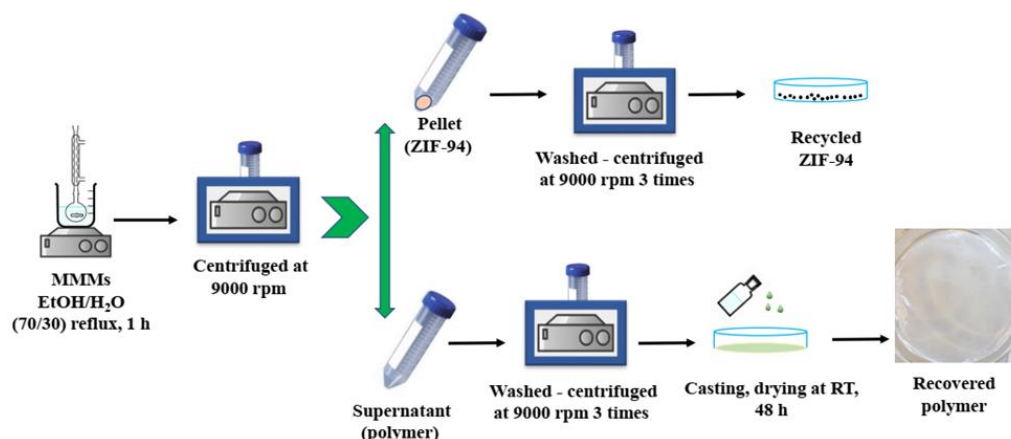 MMMs
EtOH/H₂O
(70/30) reflux, 1 h
Centrifuged at
9000 rpm
Pellet
(ZIF-94)
Washed - centrifuged
at 9000 rpm 3 times
Recycled
ZIF-94
Supernatant
(polymer)
Washed - centrifuged
at 9000 rpm 3 times
Casting, drying at RT,
48 h
Recovered
polymer